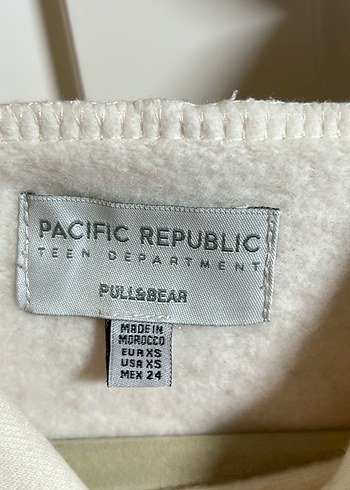 PACIFIC REPUBLIC
TEEN DEPARTMENT
PULL&BEAR
MADE IN
MOROCCO
EUR XS
USA XS
MEX 24